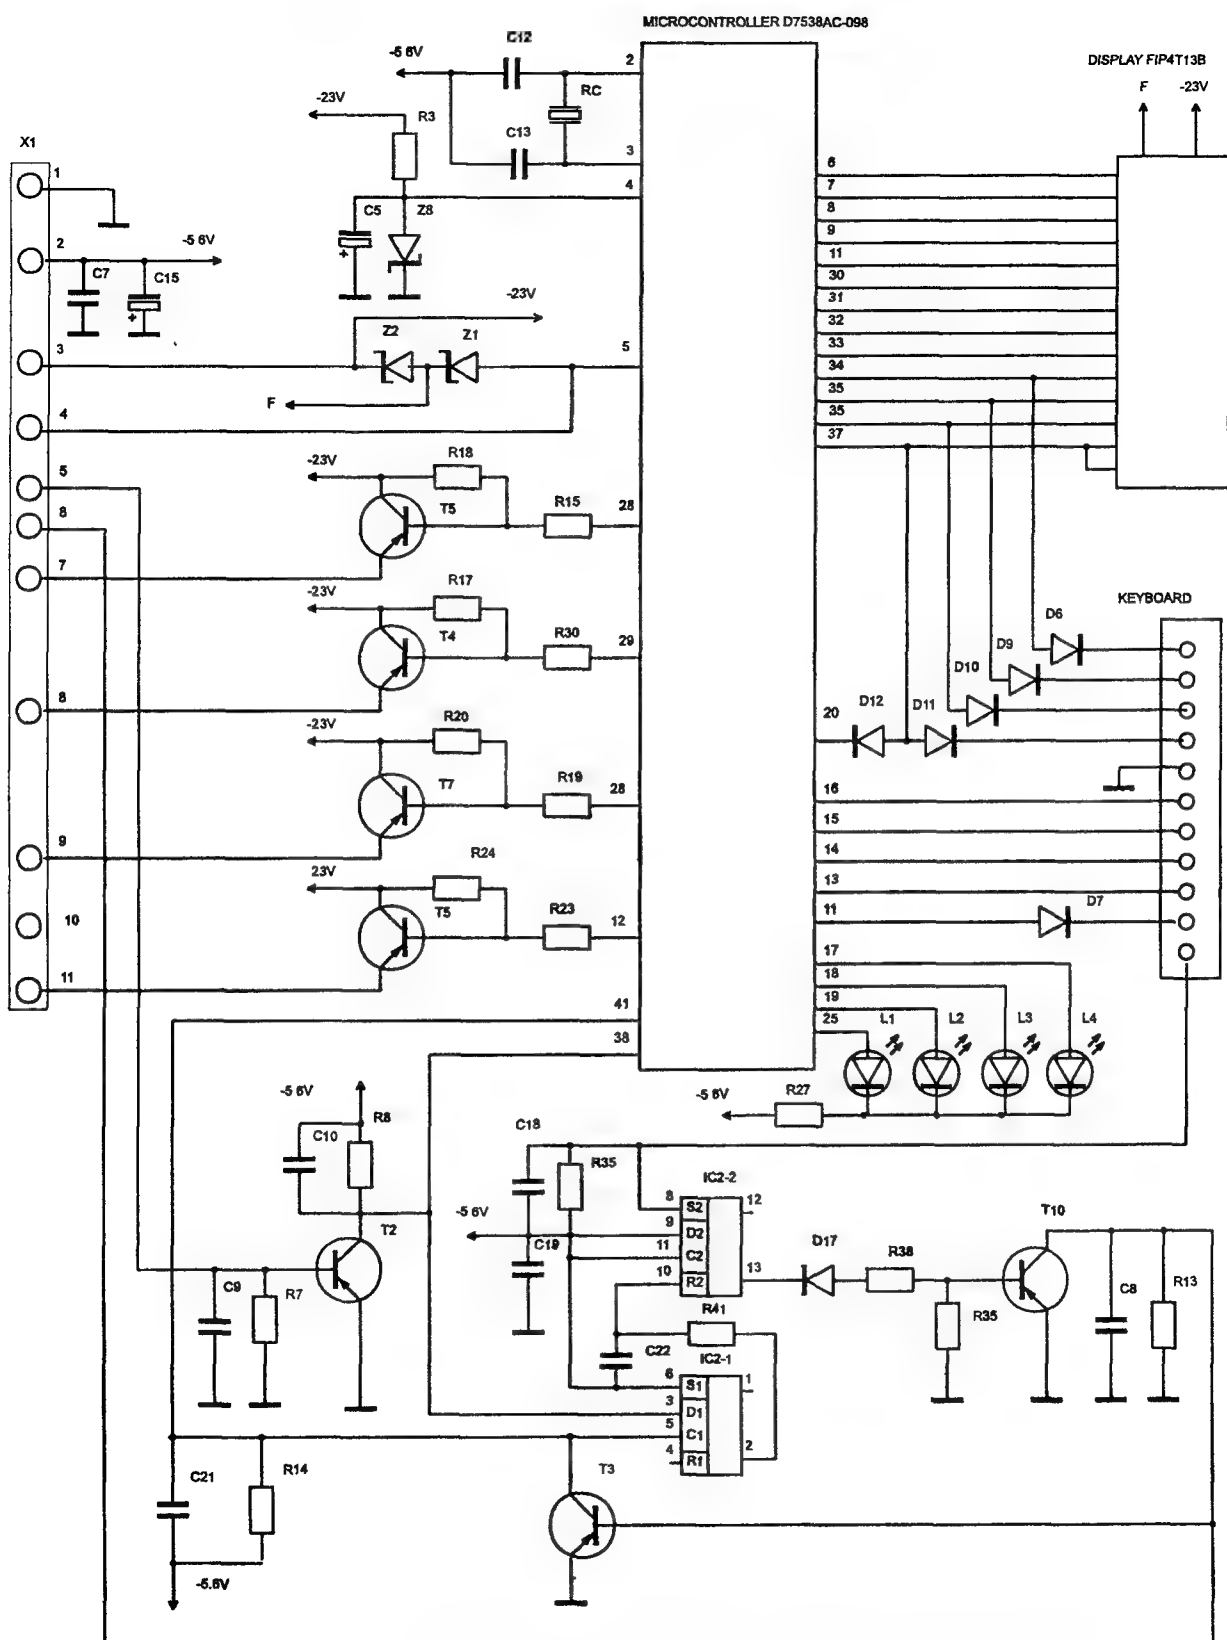 MICROCONTROLLER D7538AC-098
DISPLAY FIP4T13B
F -23V
C12
-5 6V
2
RC
-23V
R3
C13
3
4
X1
1
C5
Z8
+
2
-5 6V
C7
C15
+
-23V
3
Z2
Z1
5
F
4
6
7
8
9
11
30
31
32
33
34
35
35
37
5
8
7
-23V
R18
T5
R15
28
-23V
R17
T4
R30
29
8
-23V
R20
T7
R19
28
9
23V
R24
T5
R23
12
10
11
41
38
KEYBOARD
D6
D9
D10
20
D12
D11
16
15
14
13
11
D7
17
18
19
25
L1
L2
L3
L4
-5 6V
R27
-5 6V
R8
C10
T2
C9
R7
C18
R35
-5 6V
C19
IC2-2
8 S2 12
9 D2
11 C2
10 R2 13
D17
R38
T10
R35
C8
R13
R41
C22
IC2-1
6 S1 1
3 D1
5 C1
4 R1 2
T3
C21
R14
-5.6V